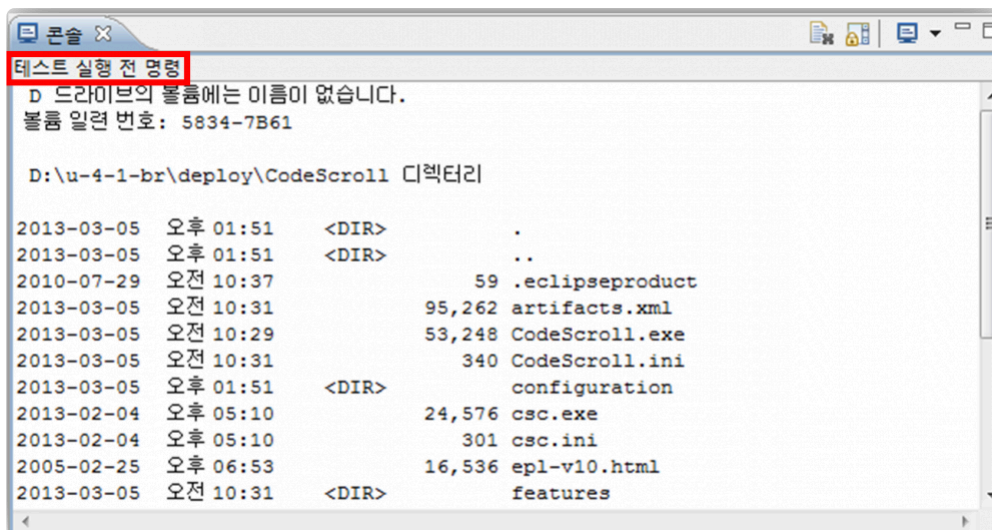 콘솔
테스트 실행 전 명령
D 드라이브의 볼륨에는 이름이 없습니다.
볼륨 일련 번호: 5834-7B61
D:\u-4-1-br\deploy\CodeScroll 디렉터리
2013-03-05 오후 01:51 <DIR> .
2013-03-05 오후 01:51 <DIR> ..
2010-07-29 오전 10:37 59 .eclipseproduct
2013-03-05 오전 10:31 95,262 artifacts.xml
2013-03-05 오전 10:29 53,248 CodeScroll.exe
2013-03-05 오전 10:31 340 CodeScroll.ini
2013-03-05 오후 01:51 <DIR> configuration
2013-02-04 오후 05:10 24,576 csc.exe
2013-02-04 오후 05:10 301 csc.ini
2005-02-25 오후 06:53 16,536 epl-v10.html
2013-03-05 오전 10:31 <DIR> features